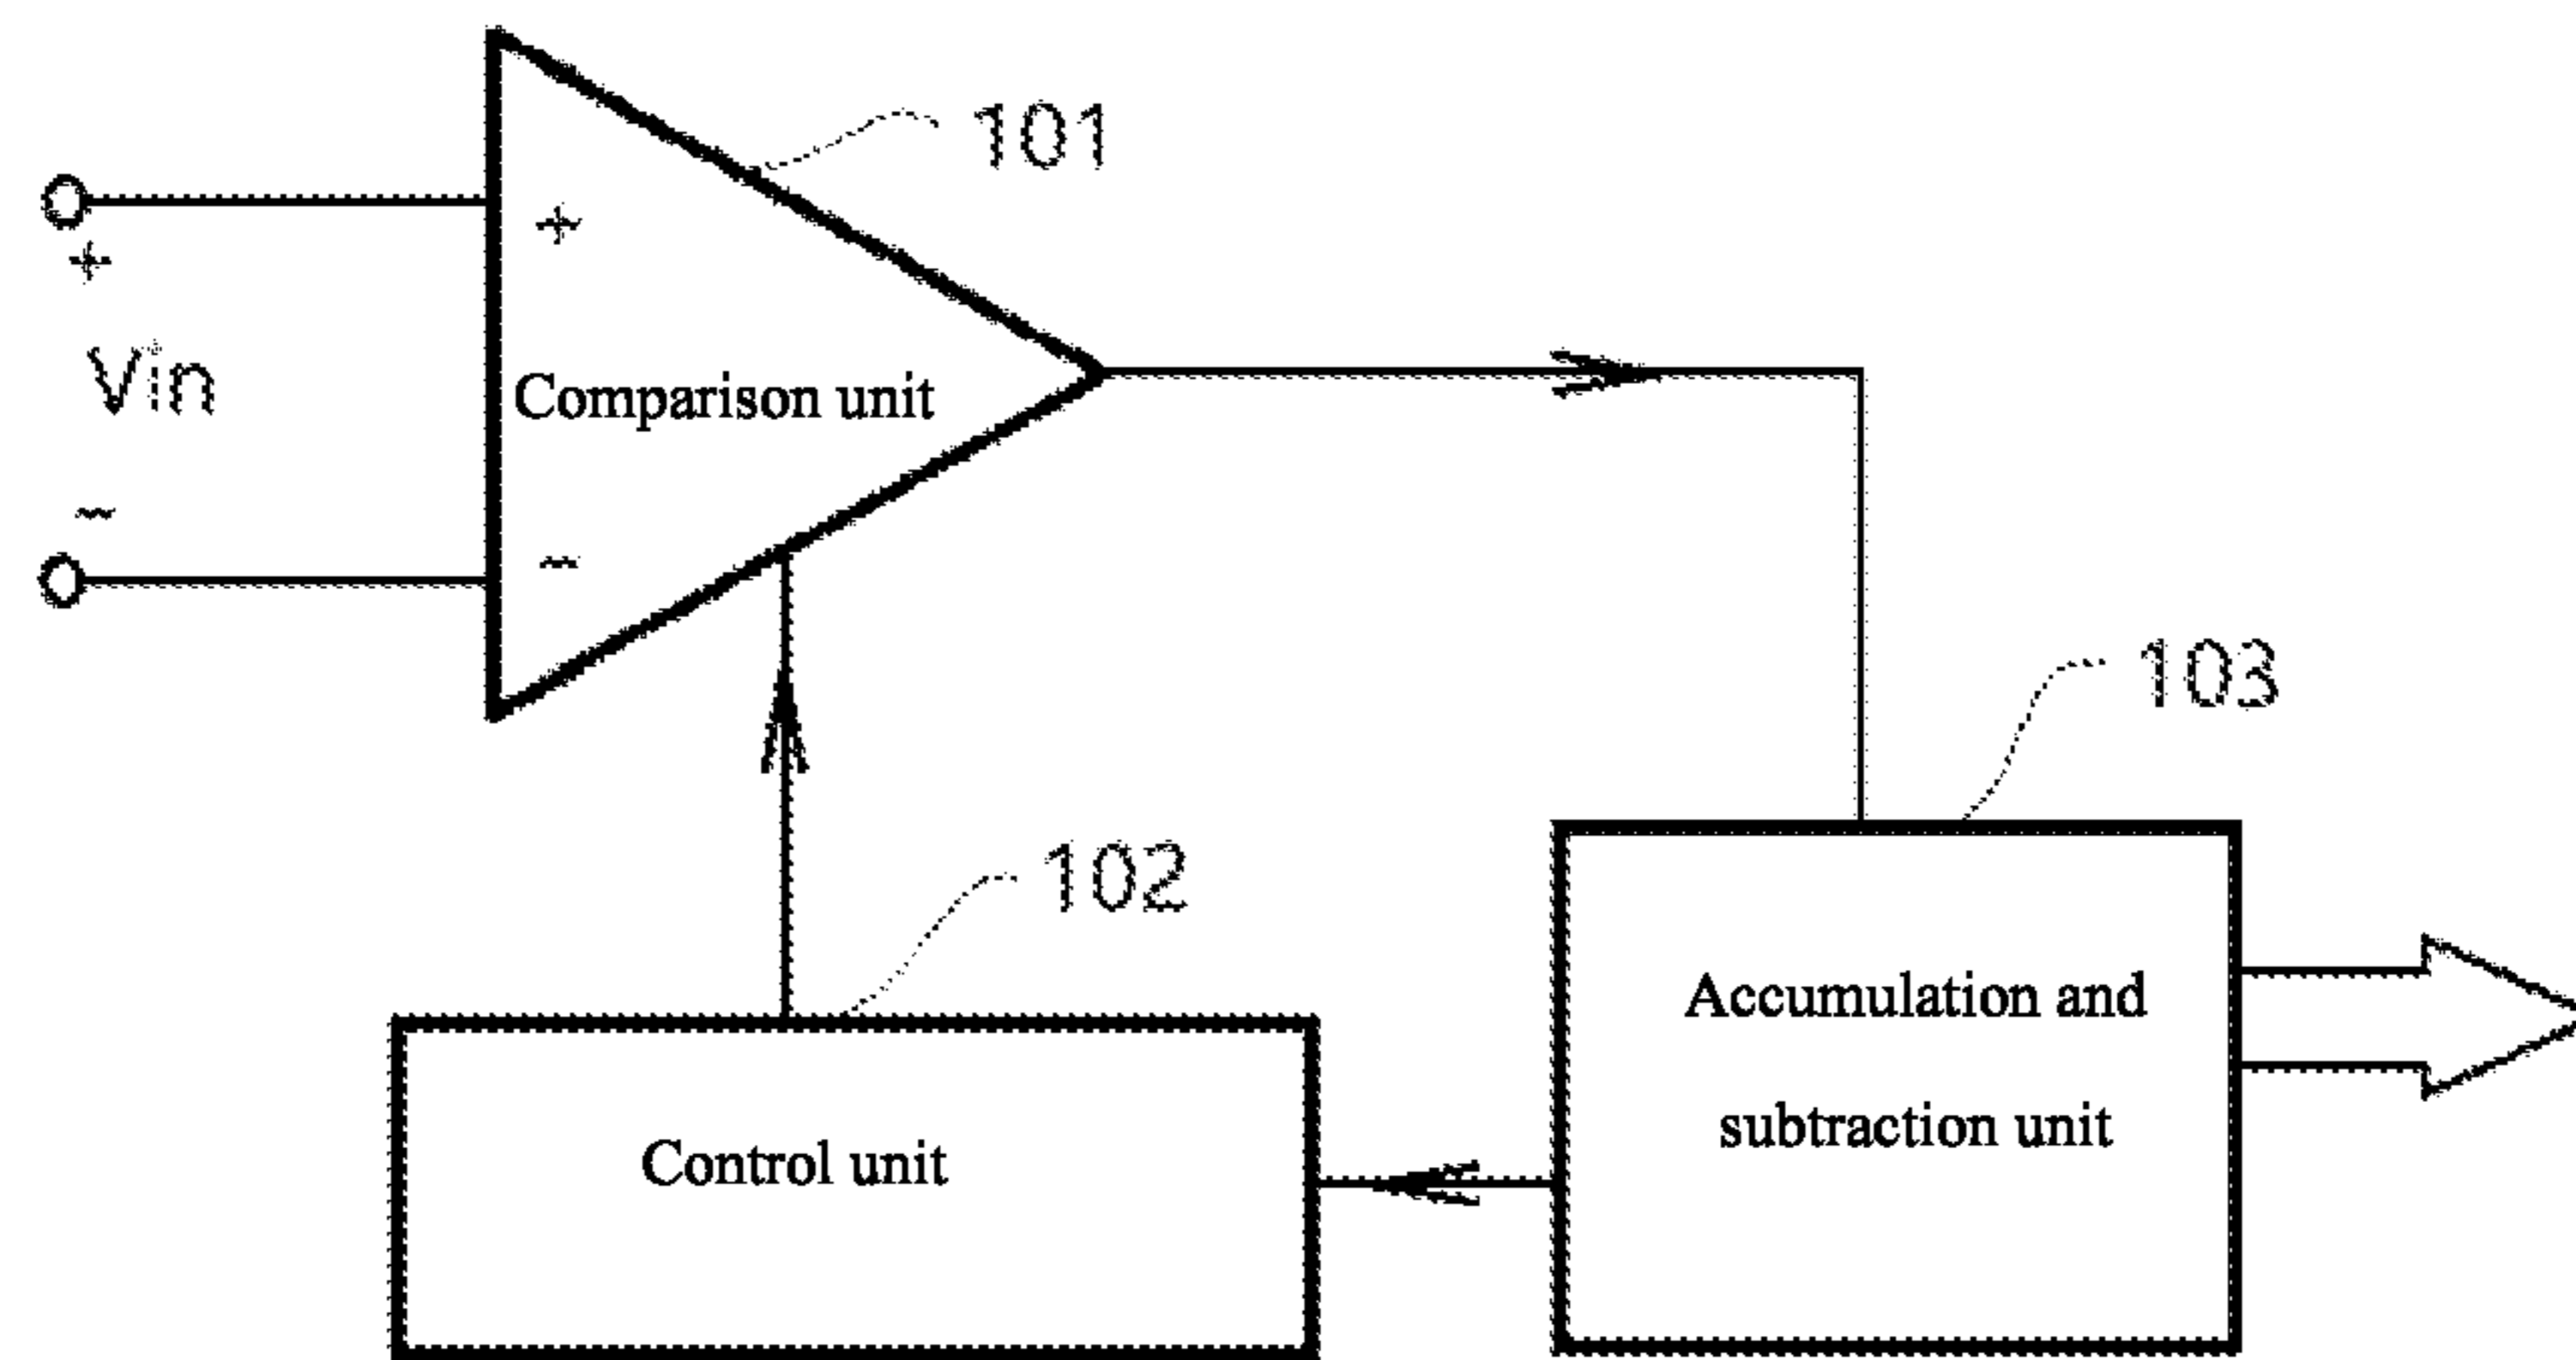 101
+
+
Vin
Comparison unit
-
-
103
102
Accumulation and
subtraction unit
Control unit